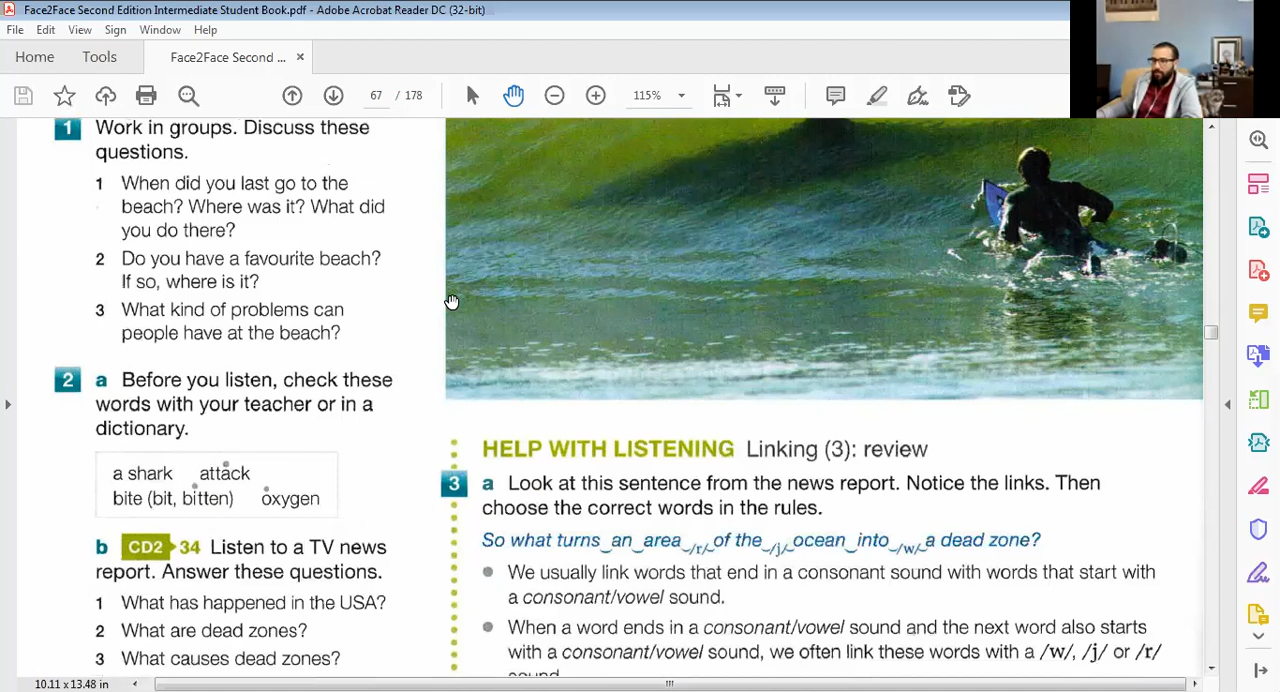 Face2Face Second Edition Intermediate Student Book.pdf - Adobe Acrobat Reader DC (32-bit)
File Edit View Sign Window Help
Home Tools Face2Face Second ... ×
67 / 178 115%
1 Work in groups. Discuss these
questions.
1 When did you last go to the
beach? Where was it? What did
you do there?
2 Do you have a favourite beach?
If so, where is it?
3 What kind of problems can
people have at the beach?
2 a Before you listen, check these
words with your teacher or in a
dictionary.
a shark attack
bite (bit, bitten) oxygen
b CD2 34 Listen to a TV news
report. Answer these questions.
1 What has happened in the USA?
2 What are dead zones?
3 What causes dead zones?
HELP WITH LISTENING Linking (3): review
3 a Look at this sentence from the news report. Notice the links. Then
choose the correct words in the rules.
So what turns‿an‿area‿/r/‿of the‿/j/‿ocean‿into‿/w/‿a dead zone?
● We usually link words that end in a consonant sound with words that start with
a consonant/vowel sound.
● When a word ends in a consonant/vowel sound and the next word also starts
with a consonant/vowel sound, we often link these words with a /w/, /j/ or /r/
sound.
10.11 x 13.48 in